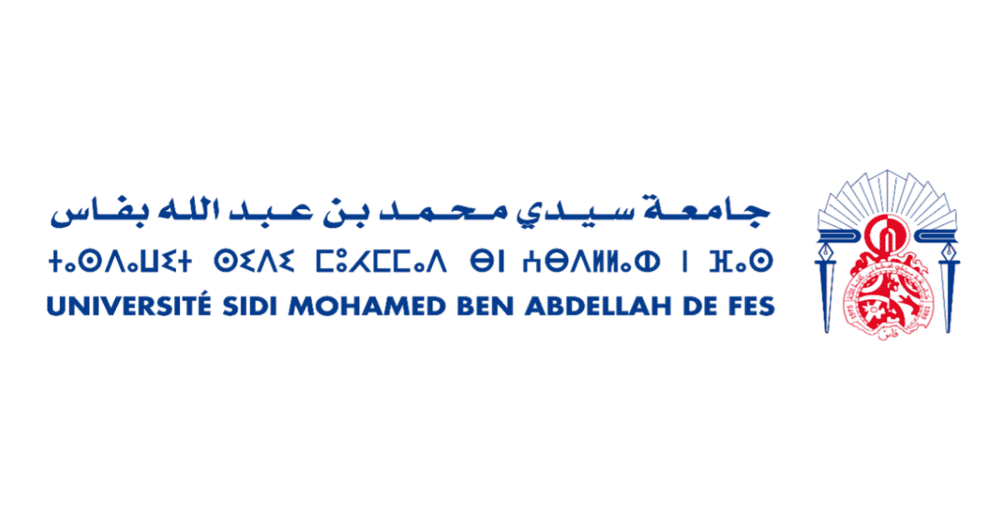 جامعة سيدي محمد بن عبد الله بفاس
ⵜⴰⵙⴷⴰⵡⵉⵜ ⵙⵉⴷⵉ ⵎⵓⵃⵎⵎⴰⴷ ⴱⵏ ⵄⴱⴷⵍⵍⴰⵀ ⵏ ⴼⴰⵙ
UNIVERSITÉ SIDI MOHAMED BEN ABDELLAH DE FES
فاس